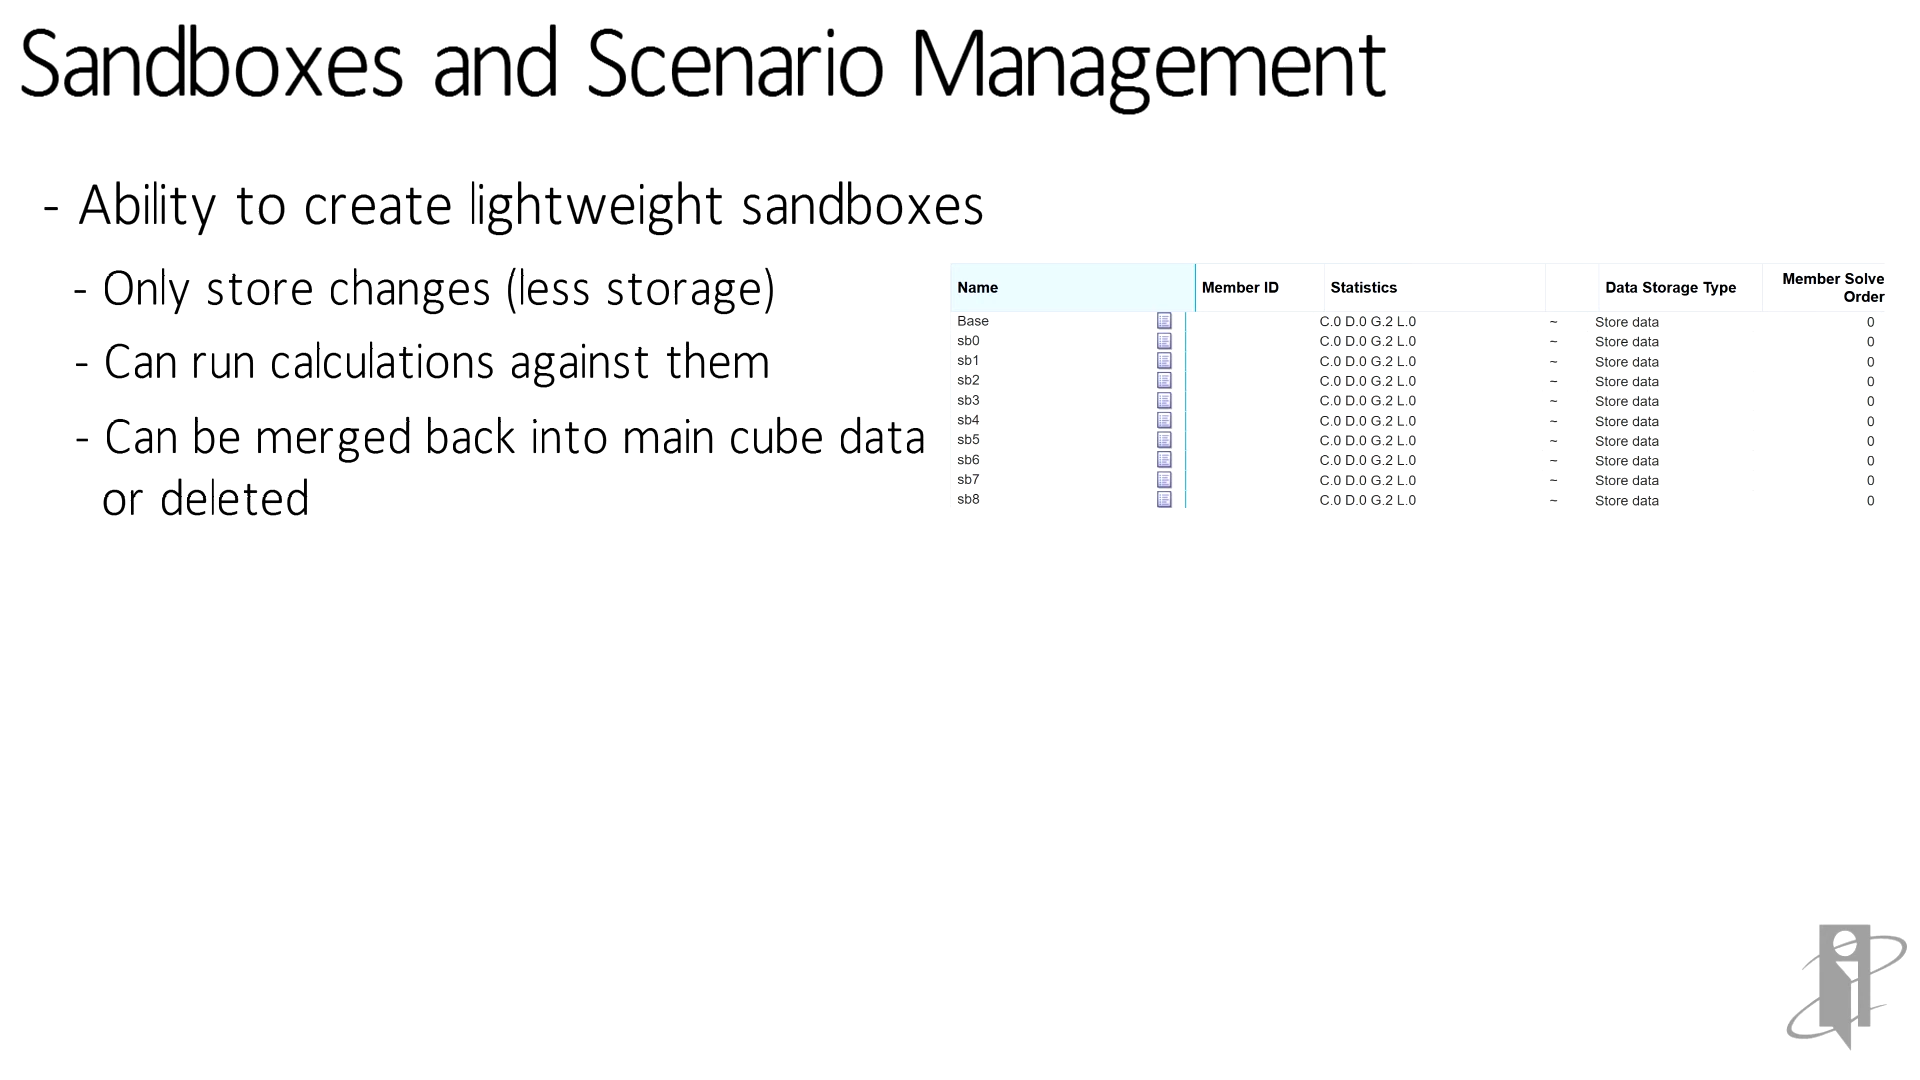 Sandboxes and Scenario Management
- Ability to create lightweight sandboxes
- Only store changes (less storage)
- Can run calculations against them
- Can be merged back into main cube data
or deleted
Name Member ID Statistics Data Storage Type Member Solve
Order
Base C.0 D.0 G.2 L.0 ~ Store data 0
sb0 C.0 D.0 G.2 L.0 ~ Store data 0
sb1 C.0 D.0 G.2 L.0 ~ Store data 0
sb2 C.0 D.0 G.2 L.0 ~ Store data 0
sb3 C.0 D.0 G.2 L.0 ~ Store data 0
sb4 C.0 D.0 G.2 L.0 ~ Store data 0
sb5 C.0 D.0 G.2 L.0 ~ Store data 0
sb6 C.0 D.0 G.2 L.0 ~ Store data 0
sb7 C.0 D.0 G.2 L.0 ~ Store data 0
sb8 C.0 D.0 G.2 L.0 ~ Store data 0